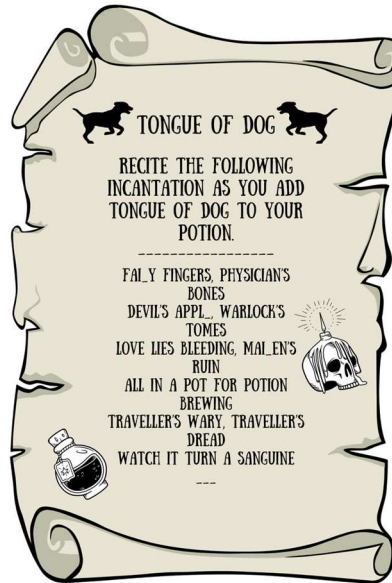 TONGUE OF DOG
RECITE THE FOLLOWING
INCANTATION AS YOU ADD
TONGUE OF DOG TO YOUR
POTION.
-----------------
FAI_Y FINGERS, PHYSICIAN'S
BONES
DEVIL'S APPL_, WARLOCK'S
TOMES
LOVE LIES BLEEDING, MAI_EN'S
RUIN
ALL IN A POT FOR POTION
BREWING
TRAVELLER'S WARY, TRAVELLER'S
DREAD
WATCH IT TURN A SANGUINE
---